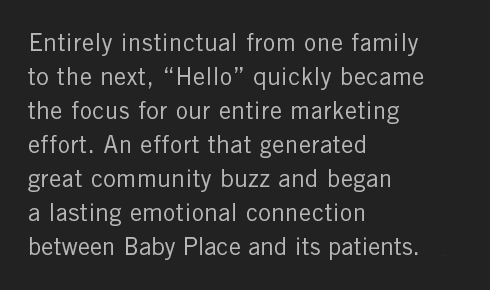 Entirely instinctual from one family
to the next, “Hello” quickly became
the focus for our entire marketing
effort. An effort that generated
great community buzz and began
a lasting emotional connection
between Baby Place and its patients.